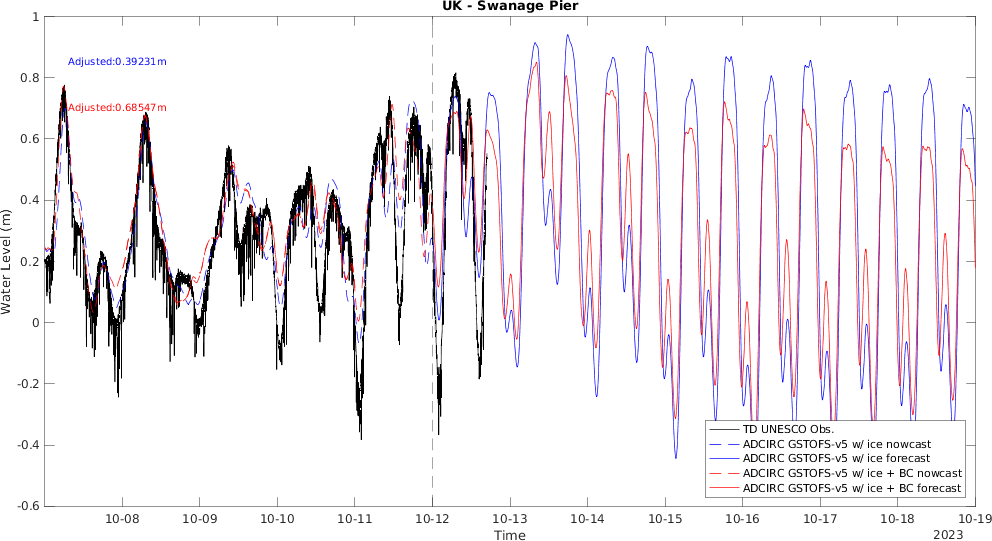 UK - Swanage Pier
Adjusted:0.39231m
Adjusted:0.68547m
Water Level (m)
1
0.8
0.6
0.4
0.2
0
-0.2
-0.4
-0.6
TD UNESCO Obs.
ADCIRC GSTOFS-v5 w/ ice nowcast
ADCIRC GSTOFS-v5 w/ ice forecast
ADCIRC GSTOFS-v5 w/ ice + BC nowcast
ADCIRC GSTOFS-v5 w/ ice + BC forecast
10-08 10-09 10-10 10-11 10-12 10-13 10-14 10-15 10-16 10-17 10-18 10-19
Time
2023